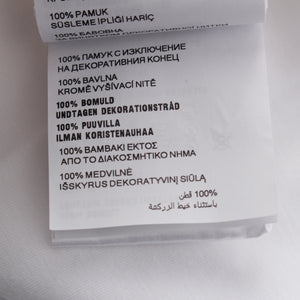 100% PAMUK
SÜSLEME İPLİĞİ HARİÇ
100% БАВОВНА
100% ПАМУК С ИЗКЛЮЧЕНИЕ
НА ДЕКОРАТИВНИЯ КОНЕЦ
100% BAVLNA
KROMĚ VYŠÍVACÍ NITĚ
100% BOMULD
UNDTAGEN DEKORATIONSTRÅD
100% PUUVILLA
ILMAN KORISTENAUHAA
100% ΒΑΜΒΑΚΙ ΕΚΤΟΣ
ΑΠΟ ΤΟ ΔΙΑΚΟΣΜΗΤΙΚΟ ΝΗΜΑ
100% MEDVILNĖ
IŠSKYRUS DEKORATYVINĮ SIŪLĄ
100% قطن
باستثناء خيط الزركشة